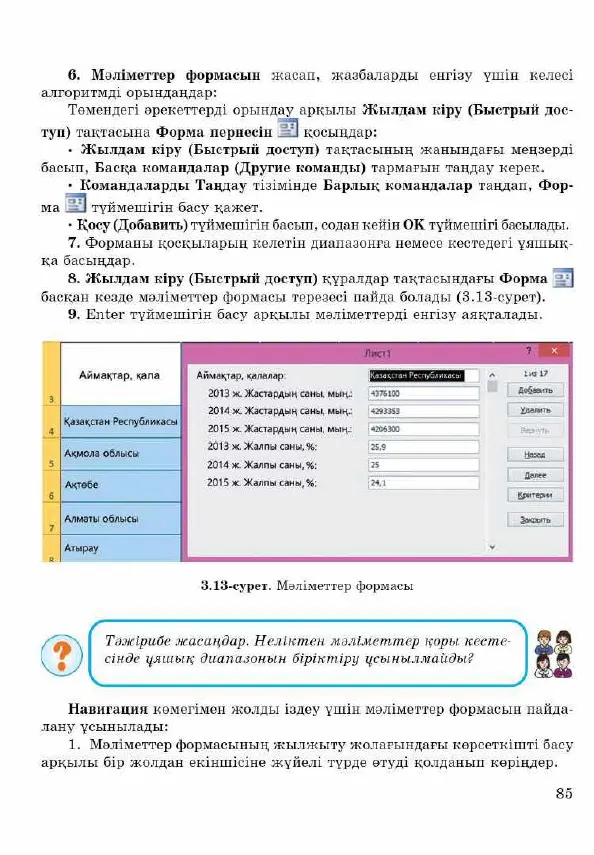 6. Мәліметтер формасын жасап, жазбаларды енгізу үшін келесі
алгоритмді орындаңдар:
Төмендегі әрекеттерді орындау арқылы Жылдам кіру (Быстрый дос-
туп) тақтасына Форма пернесін қосыңдар:
• Жылдам кіру (Быстрый доступ) тақтасының жанындағы меңзерді
басып, Басқа командалар (Другие команды) тармағын таңдау керек.
• Командаларды Таңдау тізімінде Барлық командалар таңдап, Фор-
ма түймешігін басу қажет.
• Қосу (Добавить) түймешігін басып, содан кейін OK түймешігі басылады.
7. Форманы қосқыларың келетін диапазонға немесе кестедегі ұяшық-
қа басыңдар.
8. Жылдам кіру (Быстрый доступ) құралдар тақтасындағы Форма
басқан кезде мәліметтер формасы терезесі пайда болады (3.13-сурет).
9. Enter түймешігін басу арқылы мәліметтерді енгізу аяқталады.
Аймақтар, қала
3
4 Қазақстан Республикасы
5 Ақмола облысы
6 Ақтөбе
7 Алматы облысы
8 Атырау
Лист1 ? ×
Аймақтар, қалалар: Қазақстан Республикасы 1 из 17
2013 ж. Жастардың саны, мың.: 4376100 Добавить
2014 ж. Жастардың саны, мың.: 4293353 Удалить
2015 ж. Жастардың саны, мың.: 4206300 Вернуть
2013 ж. Жалпы саны, %: 25,9 Назад
2014 ж. Жалпы саны, %: 25 Далее
2015 ж. Жалпы саны, %: 24,1 Критерии
Закрыть
3.13-сурет. Мәліметтер формасы
?
Тәжірибе жасаңдар. Неліктен мәліметтер қоры кесте-
сінде ұяшық диапазонын біріктіру ұсынылмайды?
Навигация көмегімен жолды іздеу үшін мәліметтер формасын пайда-
лану ұсынылады:
1. Мәліметтер формасының жылжыту жолағындағы көрсеткішті басу
арқылы бір жолдан екіншісіне жүйелі түрде өтуді қолданып көріңдер.
85